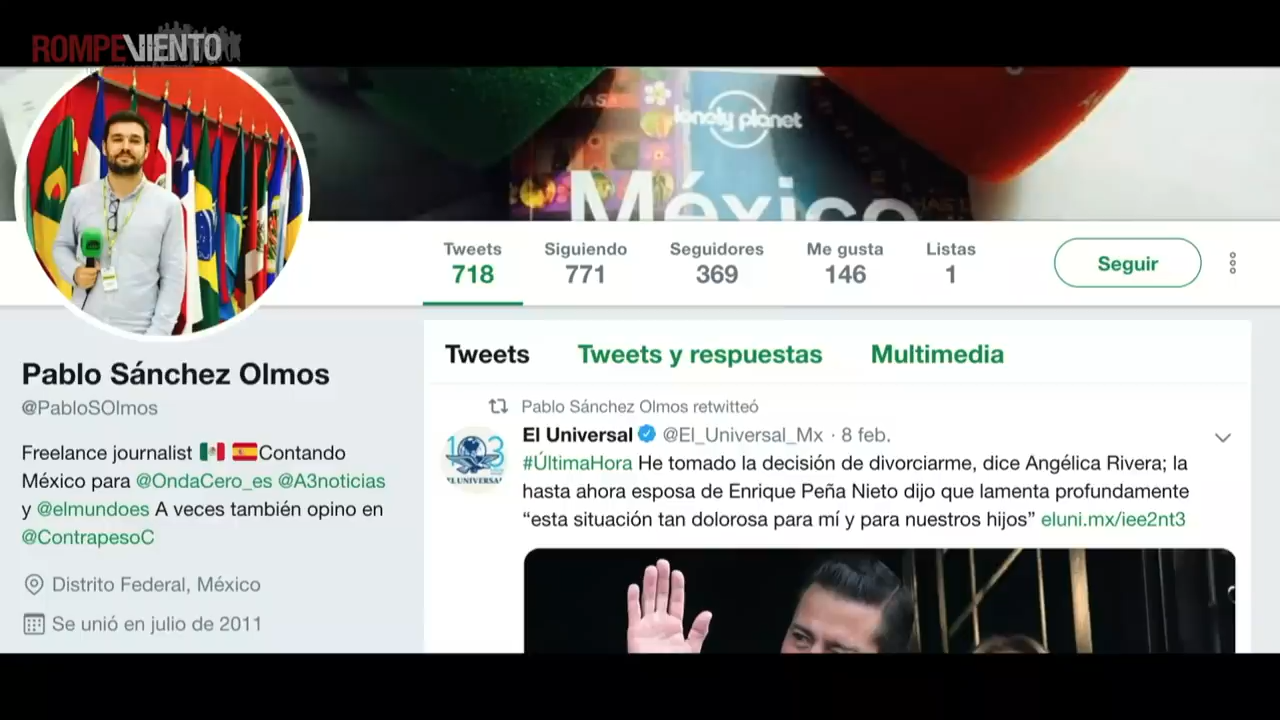 ROMPEVIENTO
lonely planet
México
Tweets Siguiendo Seguidores Me gusta Listas
718 771 369 146 1
Seguir
Pablo Sánchez Olmos
@PabloSOlmos
Freelance journalist 🇲🇽 🇪🇸Contando
México para @OndaCero_es @A3noticias
y @elmundoes A veces también opino en
@ContrapesoC
Distrito Federal, México
Se unió en julio de 2011
Tweets Tweets y respuestas Multimedia
Pablo Sánchez Olmos retwitteó
El Universal @El_Universal_Mx · 8 feb.
#ÚltimaHora He tomado la decisión de divorciarme, dice Angélica Rivera; la
hasta ahora esposa de Enrique Peña Nieto dijo que lamenta profundamente
“esta situación tan dolorosa para mí y para nuestros hijos” eluni.mx/iee2nt3